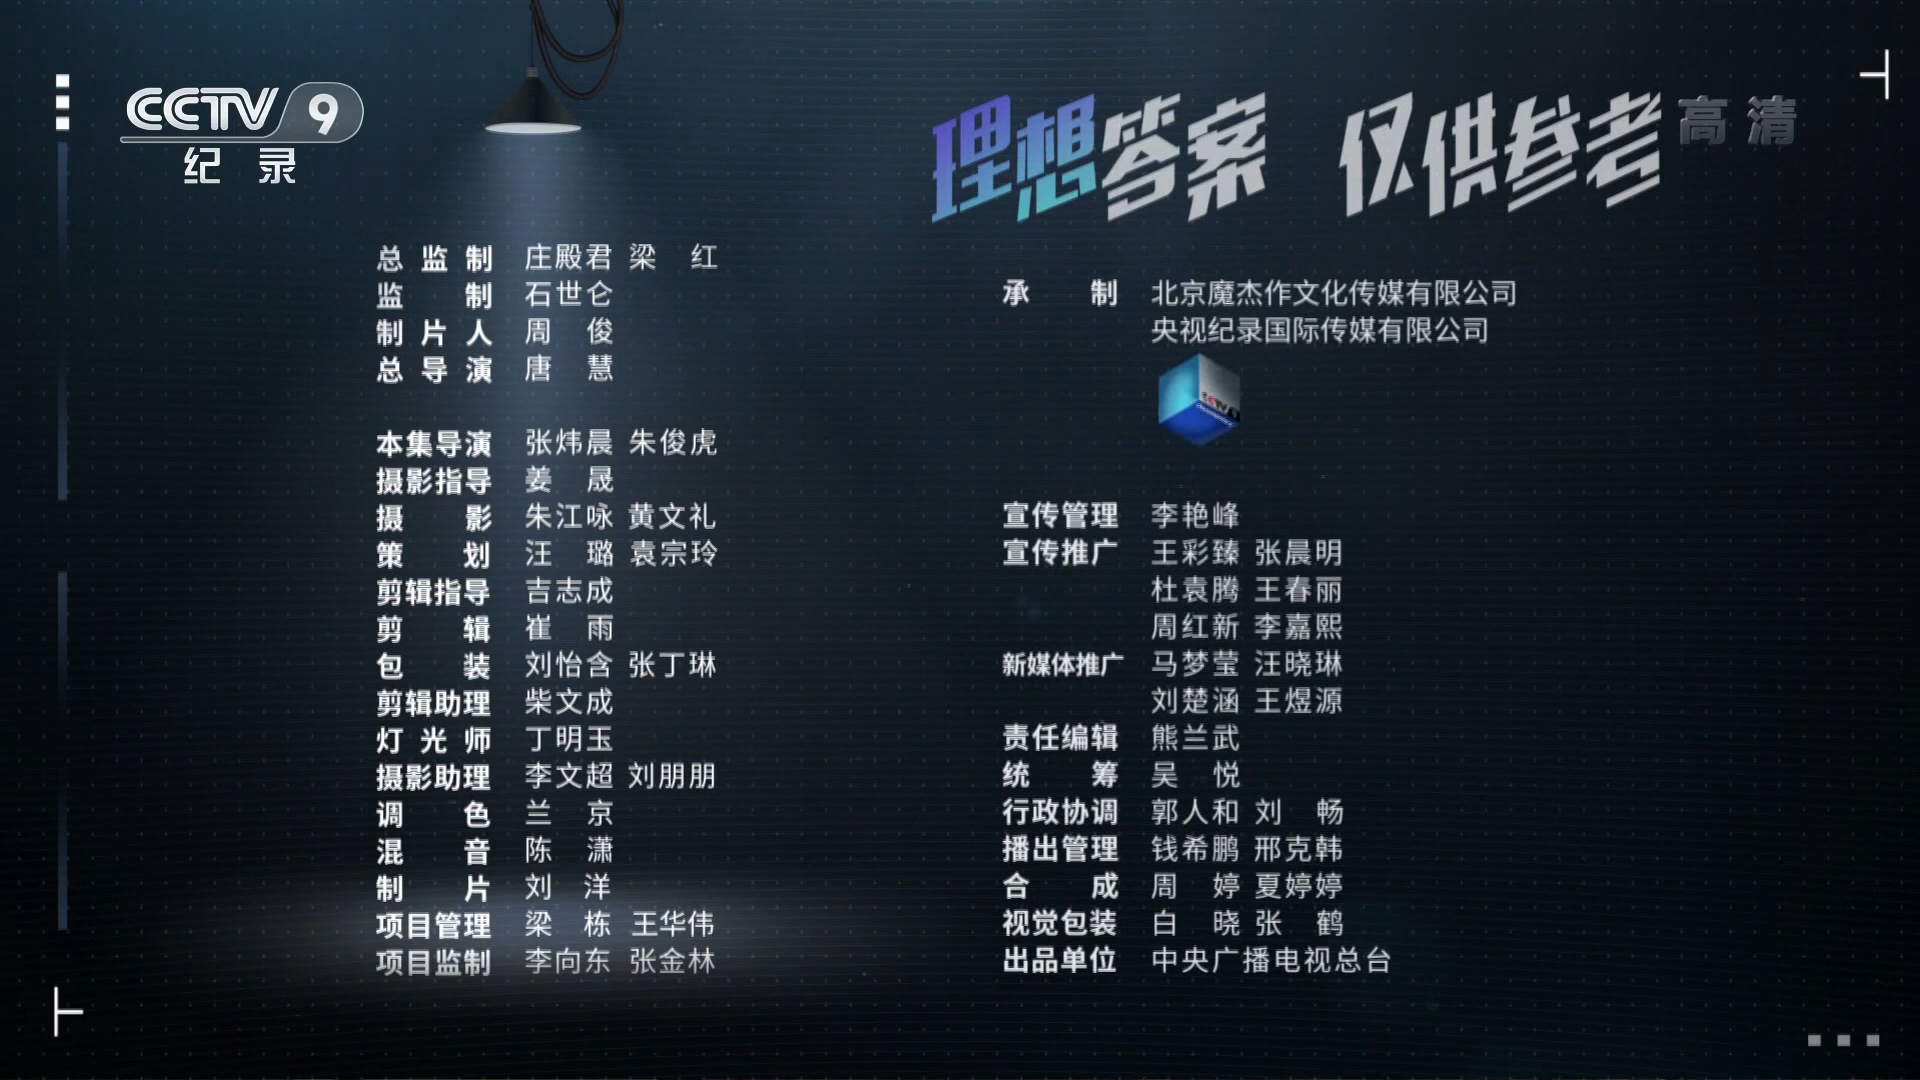 CCTV 9
纪 录
理想答案 仅供参考
高清
总监制 庄殿君 梁 红
监 制 石世仑
制片人 周 俊
总导演 唐 慧
本集导演 张炜晨 朱俊虎
摄影指导 姜 晟
摄 影 朱江咏 黄文礼
策 划 汪 璐 袁宗玲
剪辑指导 吉志成
剪 辑 崔 雨
包 装 刘怡含 张丁琳
剪辑助理 柴文成
灯光师 丁明玉
摄影助理 李文超 刘朋朋
调 色 兰 京
混 音 陈 潇
制 片 刘 洋
项目管理 梁 栋 王华伟
项目监制 李向东 张金林
承 制 北京魔杰作文化传媒有限公司
央视纪录国际传媒有限公司
宣传管理 李艳峰
宣传推广 王彩臻 张晨明
杜袁腾 王春丽
周红新 李嘉熙
新媒体推广 马梦莹 汪晓琳
刘楚涵 王煜源
责任编辑 熊兰武
统 筹 吴 悦
行政协调 郭人和 刘 畅
播出管理 钱希鹏 邢克韩
合 成 周 婷 夏婷婷
视觉包装 白 晓 张 鹤
出品单位 中央广播电视总台